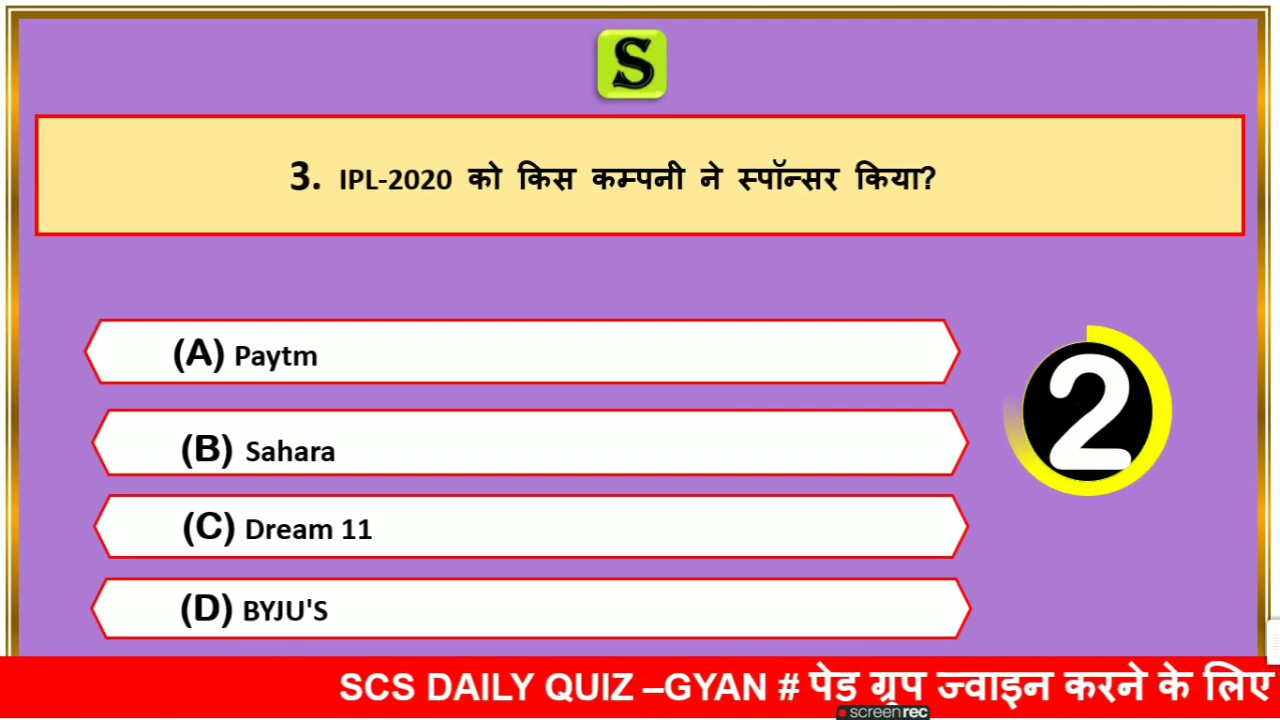 S
3. IPL-2020 को किस कम्पनी ने स्पॉन्सर किया?
(A) Paytm
(B) Sahara
2
(C) Dream 11
(D) BYJU'S
SCS DAILY QUIZ –GYAN # पेड ग्रुप ज्वाइन करने के लिए
screenrec